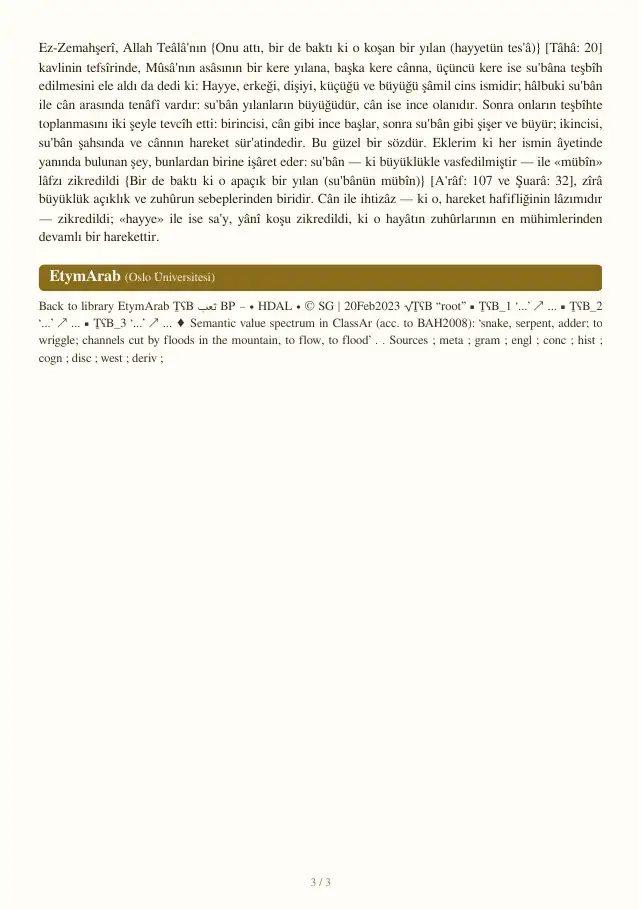 Ez-Zemahşerî, Allah Teâlâ'nın {Onu attı, bir de baktı ki o koşan bir yılan (hayyetün tes'â)} [Tâhâ: 20]
kavlinin tefsîrinde, Mûsâ'nın asâsının bir kere yılana, başka kere cânna, üçüncü kere ise su'bâna teşbîh
edilmesini ele aldı da dedi ki: Hayye, erkeği, dişiyi, küçüğü ve büyüğü şâmil cins ismidir; hâlbuki su'bân
ile cân arasında tenâfî vardır: su'bân yılanların büyüğüdür, cân ise ince olanıdır. Sonra onların teşbîhte
toplanmasını iki şeyle tevcîh etti: birincisi, cân gibi ince başlar, sonra su'bân gibi şişer ve büyür; ikincisi,
su'bân şahsında ve cânnın hareket sür'atindedir. Bu güzel bir sözdür. Eklerim ki her ismin âyetinde
yanında bulunan şey, bunlardan birine işâret eder: su'bân — ki büyüklükle vasfedilmiştir — ile «mübîn»
lâfzı zikredildi {Bir de baktı ki o apaçık bir yılan (su'bânün mübîn)} [A'râf: 107 ve Şuarâ: 32], zîrâ
büyüklük açıklık ve zuhûrun sebeplerinden biridir. Cân ile ihtizâz — ki o, hareket hafifliğinin lâzımıdır
— zikredildi; «hayye» ile ise sa'y, yânî koşu zikredildi, ki o hayâtın zuhûrlarının en mühimlerinden
devamlı bir harekettir.
EtymArab (Oslo Üniversitesi)
Back to library EtymArab ṮʕB ثعب BP – • HDAL • © SG | 20Feb2023 √ṮʕB “root” ▪ ṮʕB_1 ‘...’ ↗ ... ▪ ṮʕB_2
‘...’ ↗ ... ▪ ṮʕB_3 ‘...’ ↗ ... ♦ Semantic value spectrum in ClassAr (acc. to BAH2008): ‘snake, serpent, adder; to
wriggle; channels cut by floods in the mountain, to flow, to flood’ . . Sources ; meta ; gram ; engl ; conc ; hist ;
cogn ; disc ; west ; deriv ;
3 / 3